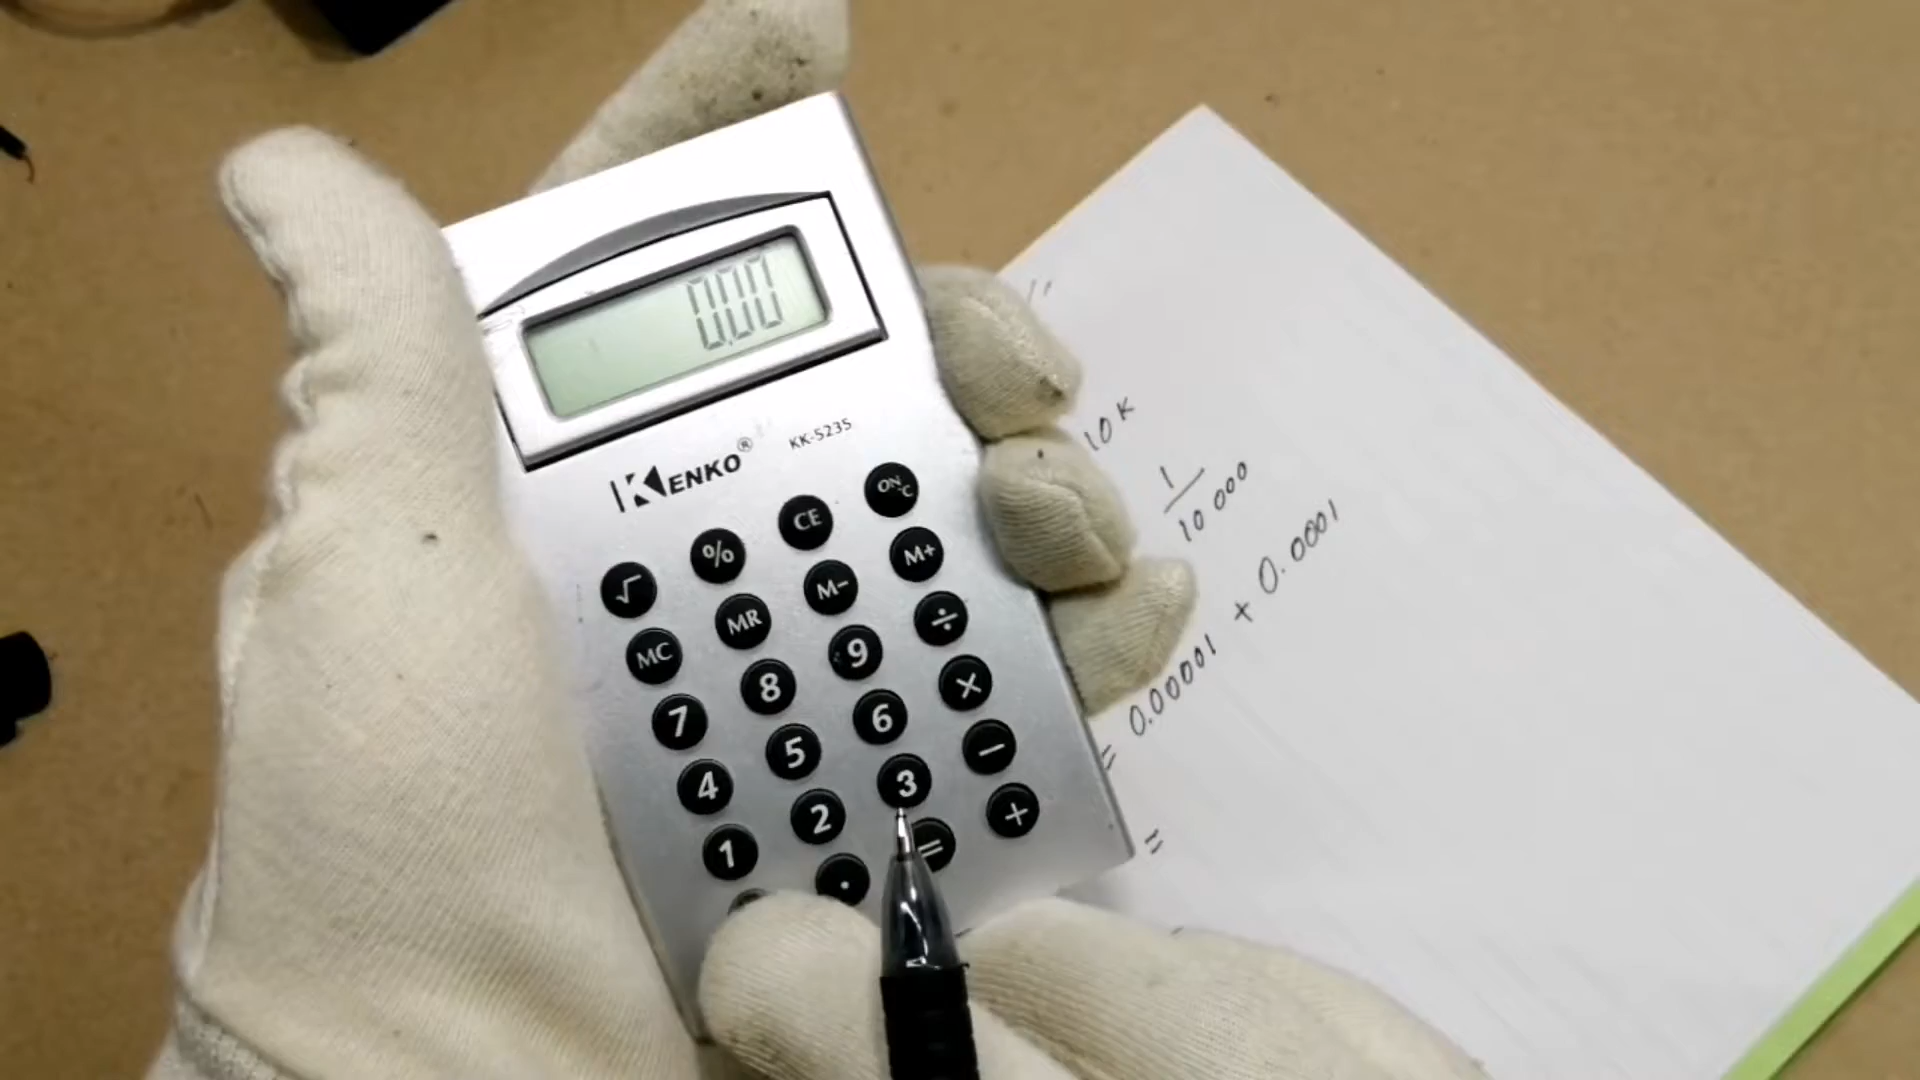 0.00
KENKO® KK-5235
√ % CE ON/C
MC MR M− M+
7 8 9 ÷
4 5 6 ×
1 2 3 −
. = +
10K
1
10 000
= 0.00001 + 0.0001
=